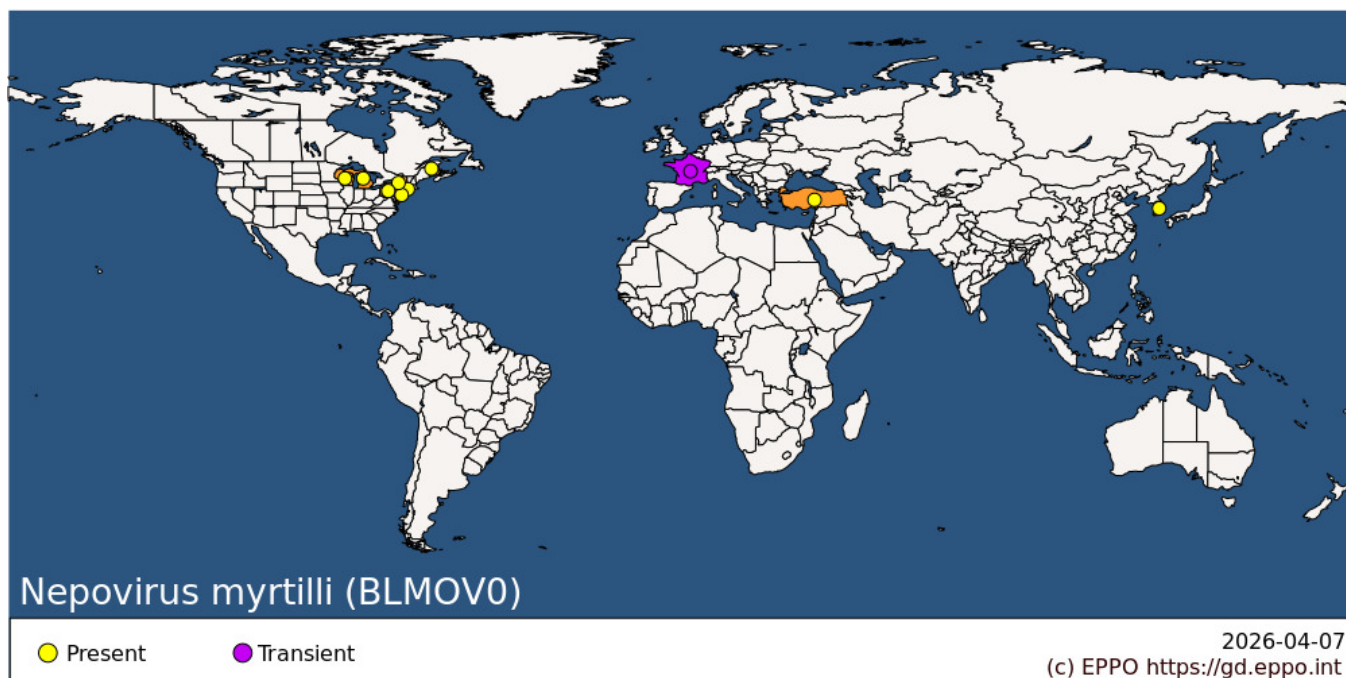 Nepovirus myrtilli (BLMOV0)
Present
Transient
2026-04-07
(c) EPPO https://gd.eppo.int